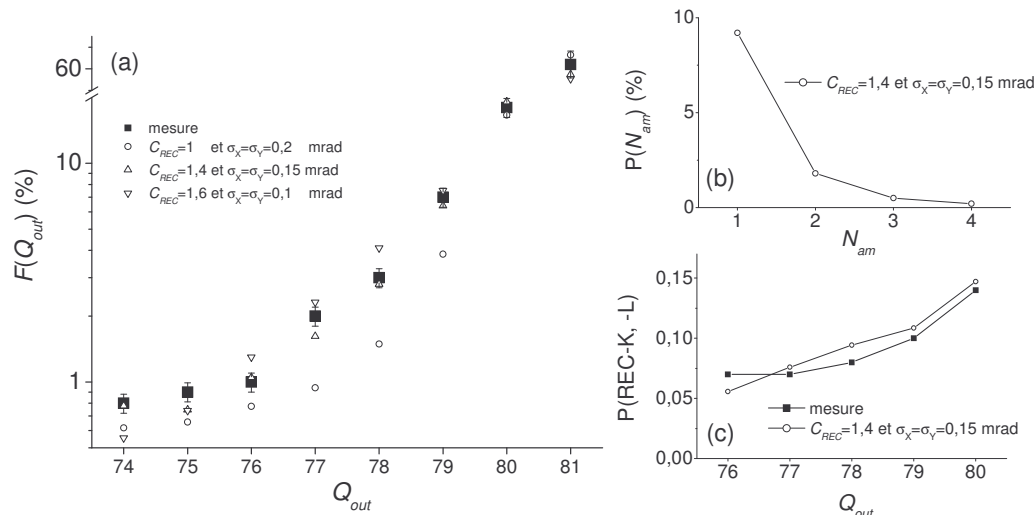 (a)
60
10
1
F(Q_out) (%)
mesure
C_REC=1 et σ_X=σ_Y=0,2 mrad
C_REC=1,4 et σ_X=σ_Y=0,15 mrad
C_REC=1,6 et σ_X=σ_Y=0,1 mrad
74 75 76 77 78 79 80 81
Q_out
10
5
0
P(N_am) (%)
C_REC=1,4 et σ_X=σ_Y=0,15 mrad
(b)
1 2 3 4
N_am
0,15
0,10
0,05
0,00
P(REC-K, -L)
mesure
C_REC=1,4 et σ_X=σ_Y=0,15 mrad
(c)
76 77 78 79 80
Q_out